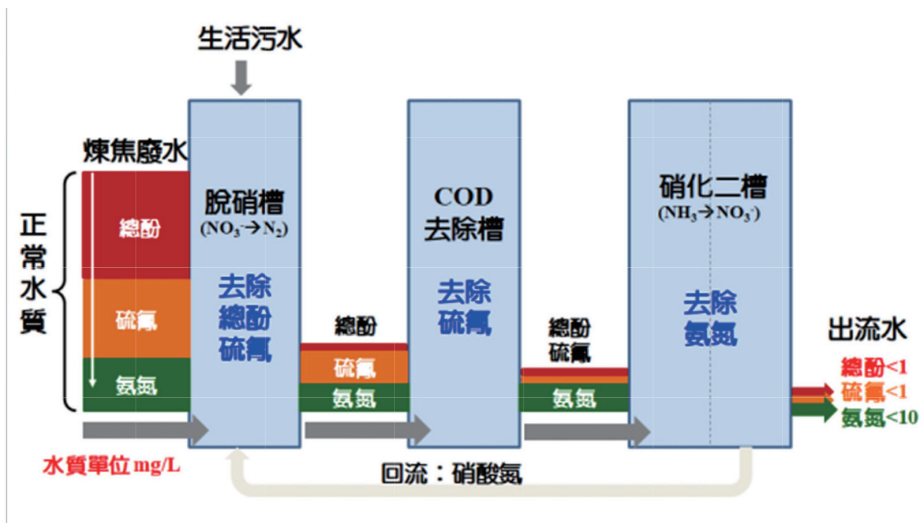 生活污水
煉焦廢水
正常水質
總酚
硫氰
氨氮
水質單位 mg/L
脫硝槽
(NO₃⁻→N₂)
去除
總酚
硫氰
總酚
硫氰
氨氮
COD
去除槽
去除
硫氰
總酚
硫氰
氨氮
硝化二槽
(NH₃→NO₃⁻)
去除
氨氮
出流水
總酚<1
硫氰<1
氨氮<10
回流：硝酸氮